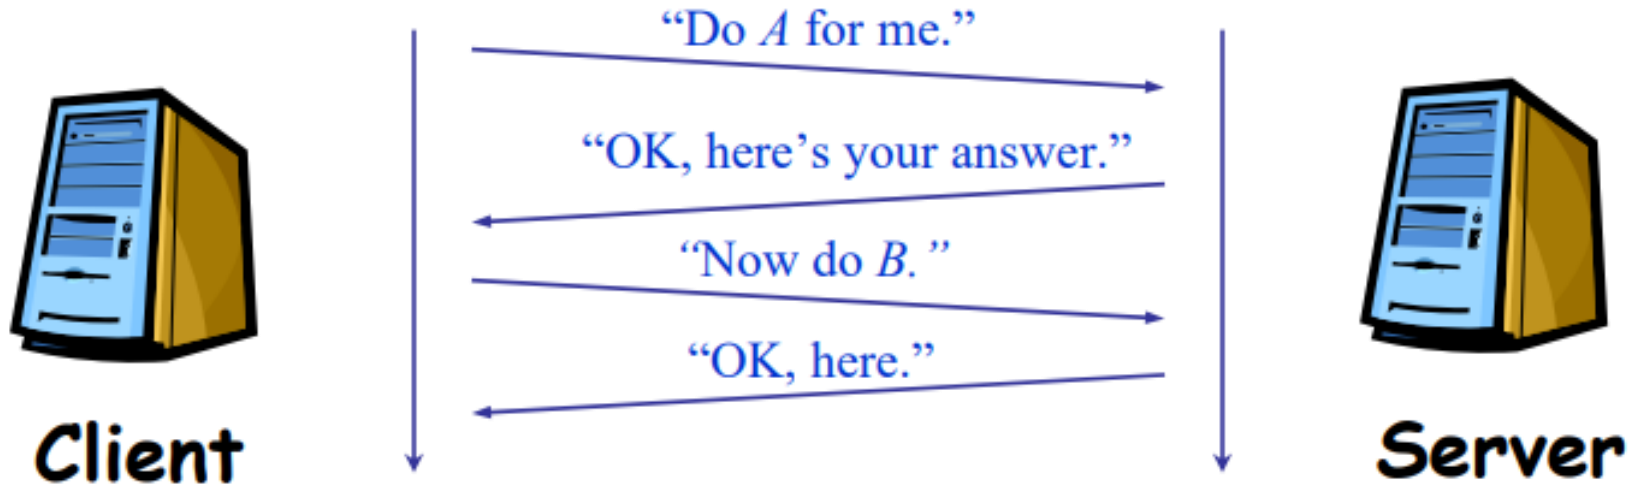 “Do A for me.”
“OK, here’s your answer.”
“Now do B.”
“OK, here.”
Client
Server